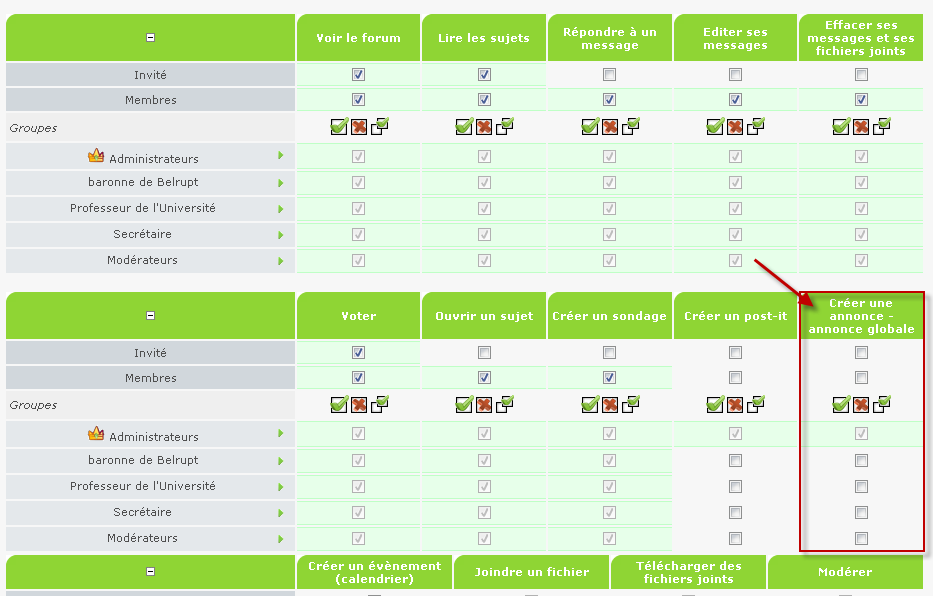 Voir le forum
Lire les sujets
Répondre à un
message
Editer ses
messages
Effacer ses
messages et ses
fichiers joints
Invité
Membres
Groupes
Administrateurs
baronne de Belrupt
Professeur de l'Université
Secrétaire
Modérateurs
Voter
Ouvrir un sujet
Créer un sondage
Créer un post-it
Créer une
annonce -
annonce globale
Invité
Membres
Groupes
Administrateurs
baronne de Belrupt
Professeur de l'Université
Secrétaire
Modérateurs
Créer un évènement
(calendrier)
Joindre un fichier
Télécharger des
fichiers joints
Modérer